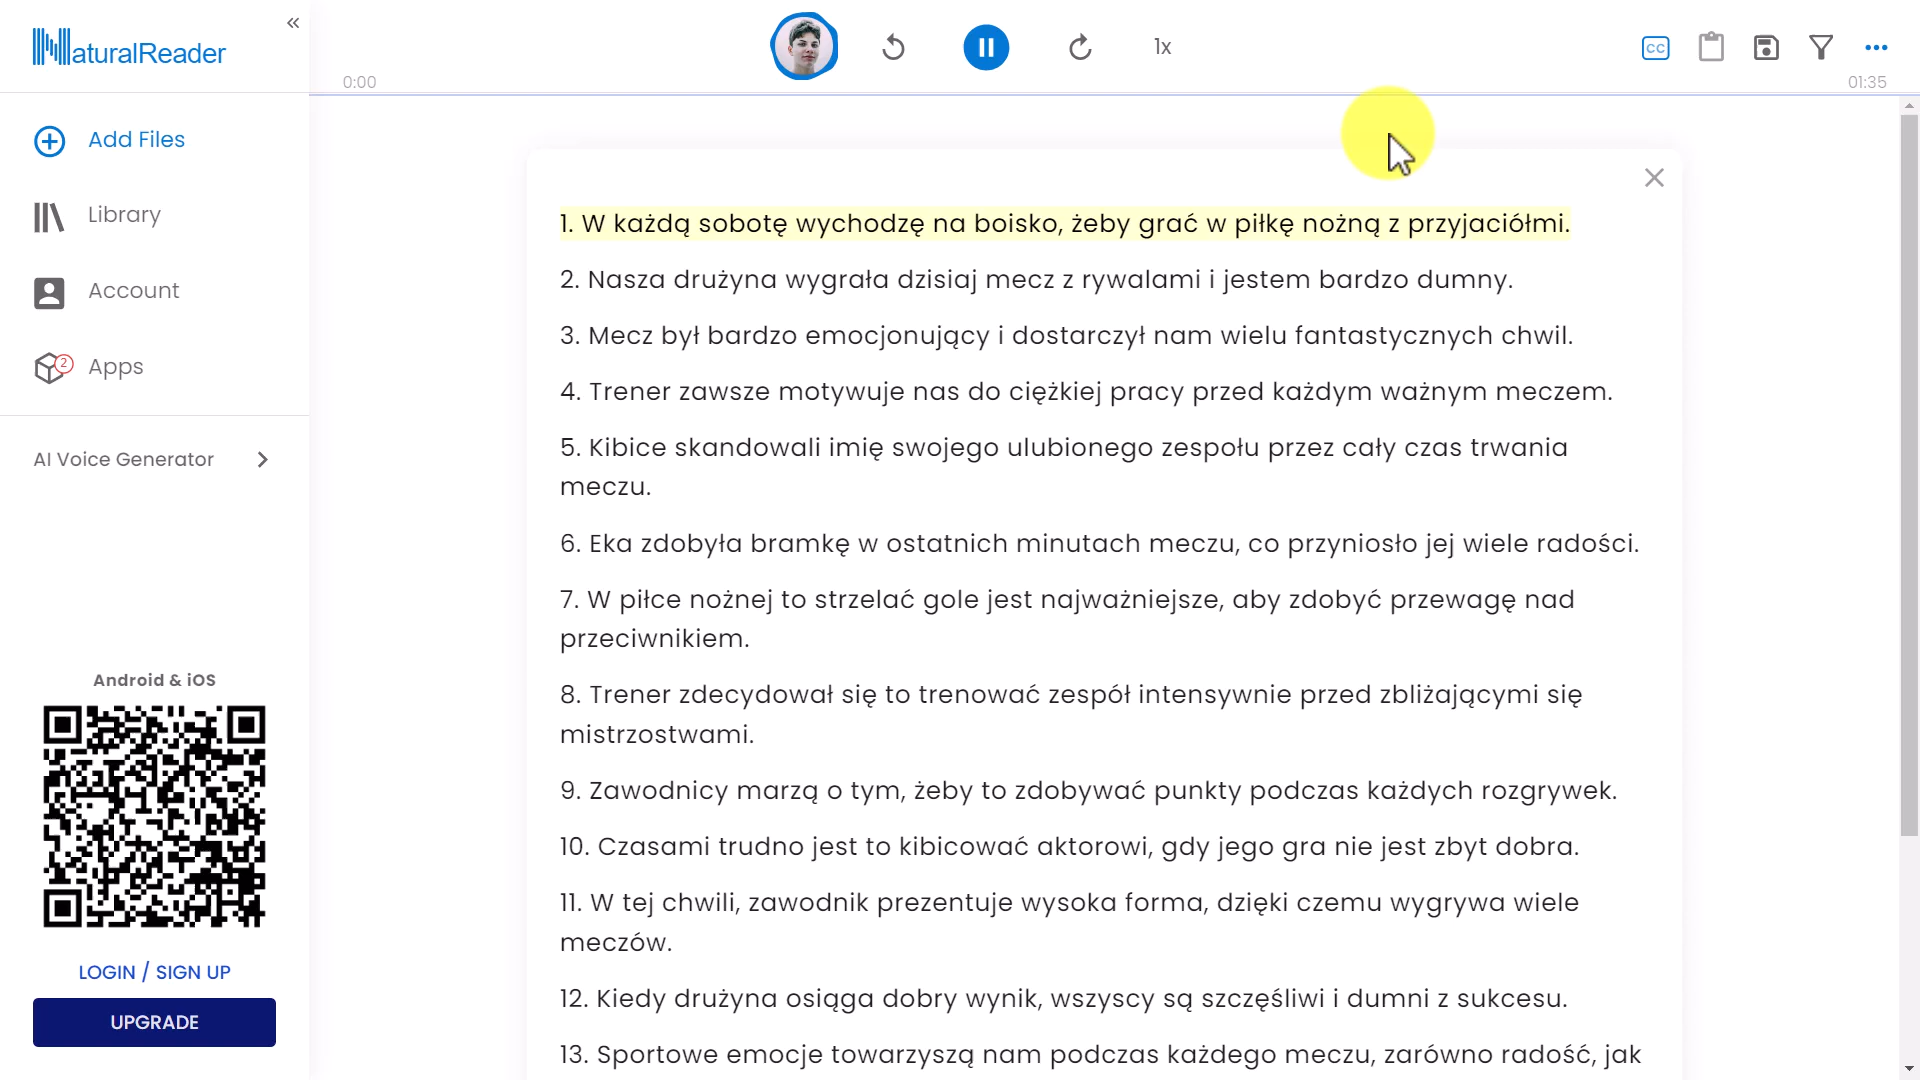 NaturalReader
1x
CC
0:00
01:35
Add Files
Library
Account
2
Apps
AI Voice Generator
Android & iOS
LOGIN / SIGN UP
UPGRADE
1. W każdą sobotę wychodzę na boisko, żeby grać w piłkę nożną z przyjaciółmi.
2. Nasza drużyna wygrała dzisiaj mecz z rywalami i jestem bardzo dumny.
3. Mecz był bardzo emocjonujący i dostarczył nam wielu fantastycznych chwil.
4. Trener zawsze motywuje nas do ciężkiej pracy przed każdym ważnym meczem.
5. Kibice skandowali imię swojego ulubionego zespołu przez cały czas trwania
meczu.
6. Eka zdobyła bramkę w ostatnich minutach meczu, co przyniosło jej wiele radości.
7. W piłce nożnej to strzelać gole jest najważniejsze, aby zdobyć przewagę nad
przeciwnikiem.
8. Trener zdecydował się to trenować zespół intensywnie przed zbliżającymi się
mistrzostwami.
9. Zawodnicy marzą o tym, żeby to zdobywać punkty podczas każdych rozgrywek.
10. Czasami trudno jest to kibicować aktorowi, gdy jego gra nie jest zbyt dobra.
11. W tej chwili, zawodnik prezentuje wysoka forma, dzięki czemu wygrywa wiele
meczów.
12. Kiedy drużyna osiąga dobry wynik, wszyscy są szczęśliwi i dumni z sukcesu.
13. Sportowe emocje towarzyszą nam podczas każdego meczu, zarówno radość, jak